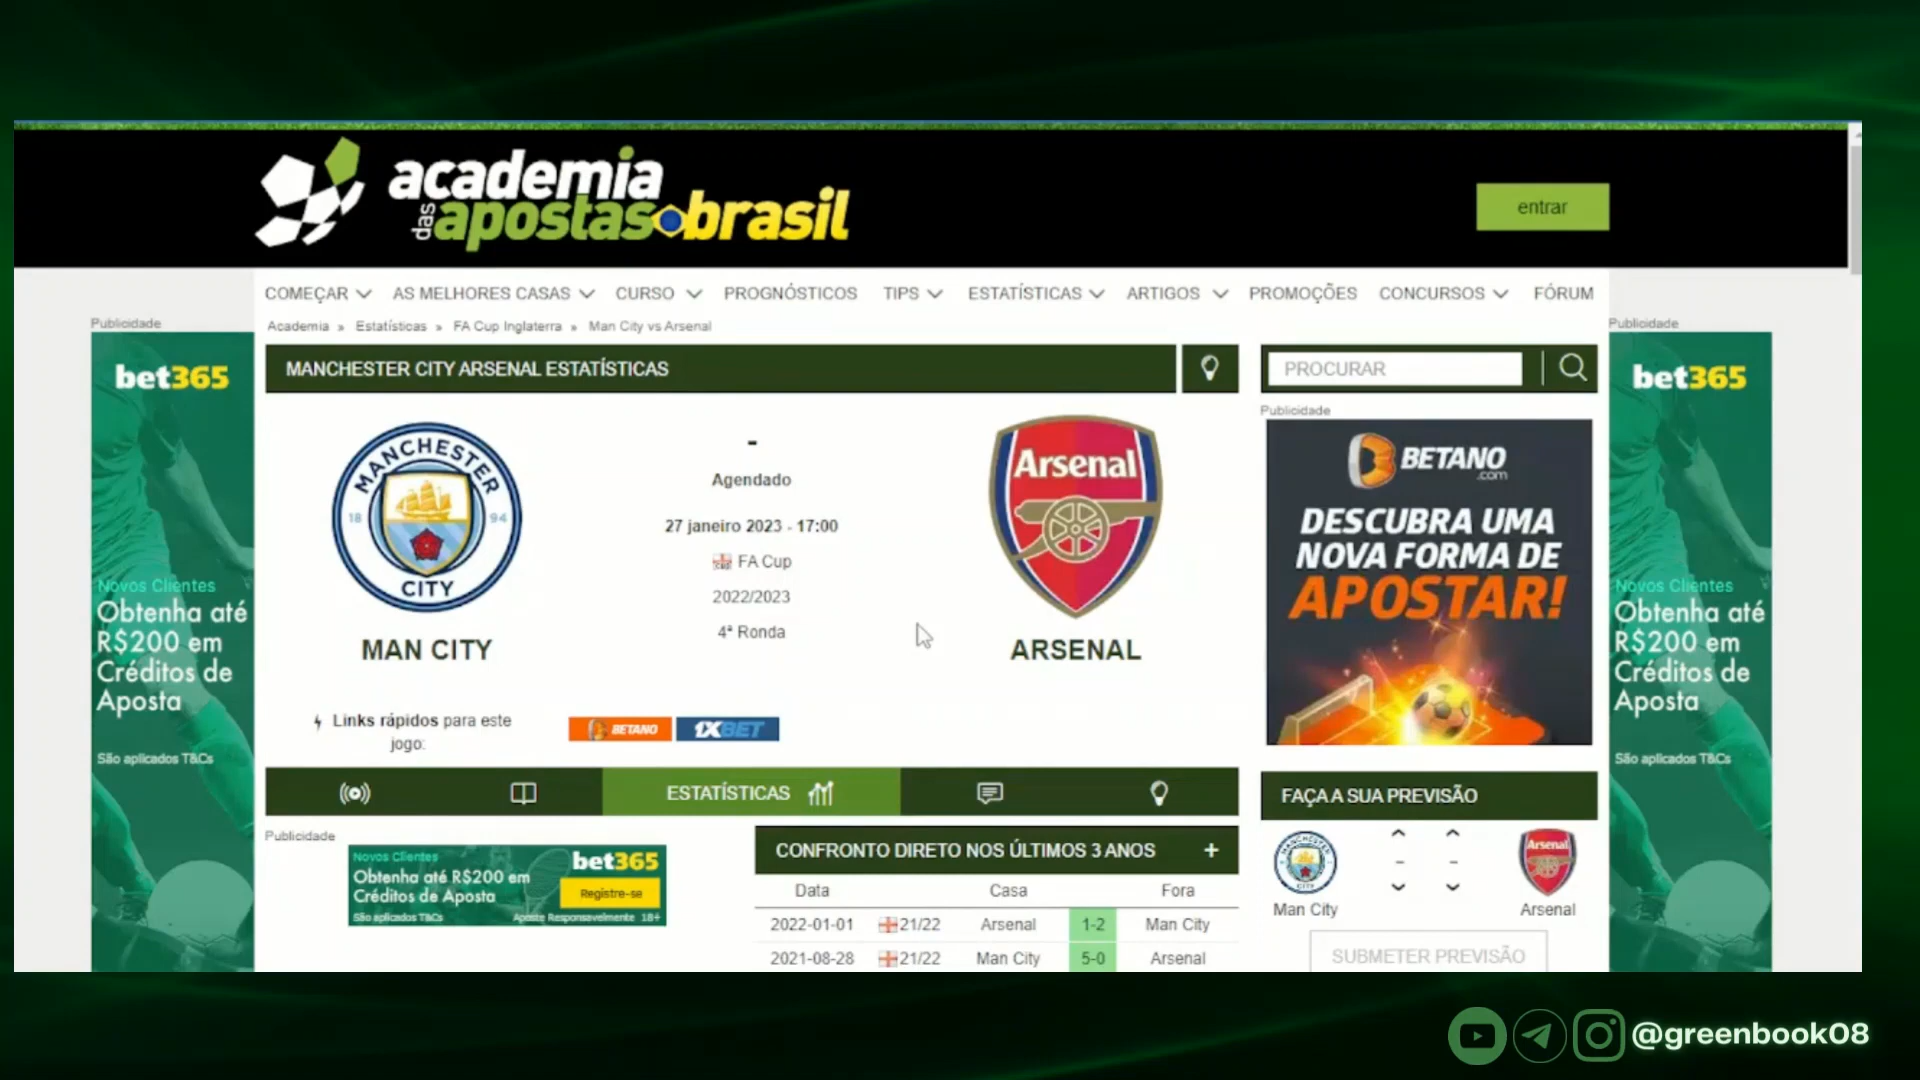 academia
das apostas brasil
entrar
COMEÇAR AS MELHORES CASAS CURSO PROGNÓSTICOS TIPS ESTATÍSTICAS ARTIGOS PROMOÇÕES CONCURSOS FÓRUM
Academia » Estatísticas » FA Cup Inglaterra » Man City vs Arsenal
Publicidade
bet365
Novos Clientes
Obtenha até
R$200 em
Créditos de
Aposta
São aplicados T&Cs
MANCHESTER CITY ARSENAL ESTATÍSTICAS
MANCHESTER
18 94
CITY
MAN CITY
-
Agendado
27 janeiro 2023 - 17:00
FA Cup
2022/2023
4ª Ronda
Arsenal
ARSENAL
Links rápidos para este
jogo:
BETANO 1XBET
ESTATÍSTICAS
Publicidade
Novos Clientes
bet365
Obtenha até R$200 em
Créditos de Aposta
Registre-se
São aplicados T&Cs Aposte Responsavelmente 18+
CONFRONTO DIRETO NOS ÚLTIMOS 3 ANOS +
Data Casa Fora
2022-01-01 21/22 Arsenal 1-2 Man City
2021-08-28 21/22 Man City 5-0 Arsenal
PROCURAR
Publicidade
BETANO
.com
DESCUBRA UMA
NOVA FORMA DE
APOSTAR!
FAÇA A SUA PREVISÃO
- -
Arsenal
Man City Arsenal
SUBMETER PREVISÃO
Publicidade
bet365
Novos Clientes
Obtenha até
R$200 em
Créditos de
Aposta
São aplicados T&Cs
@greenbook08